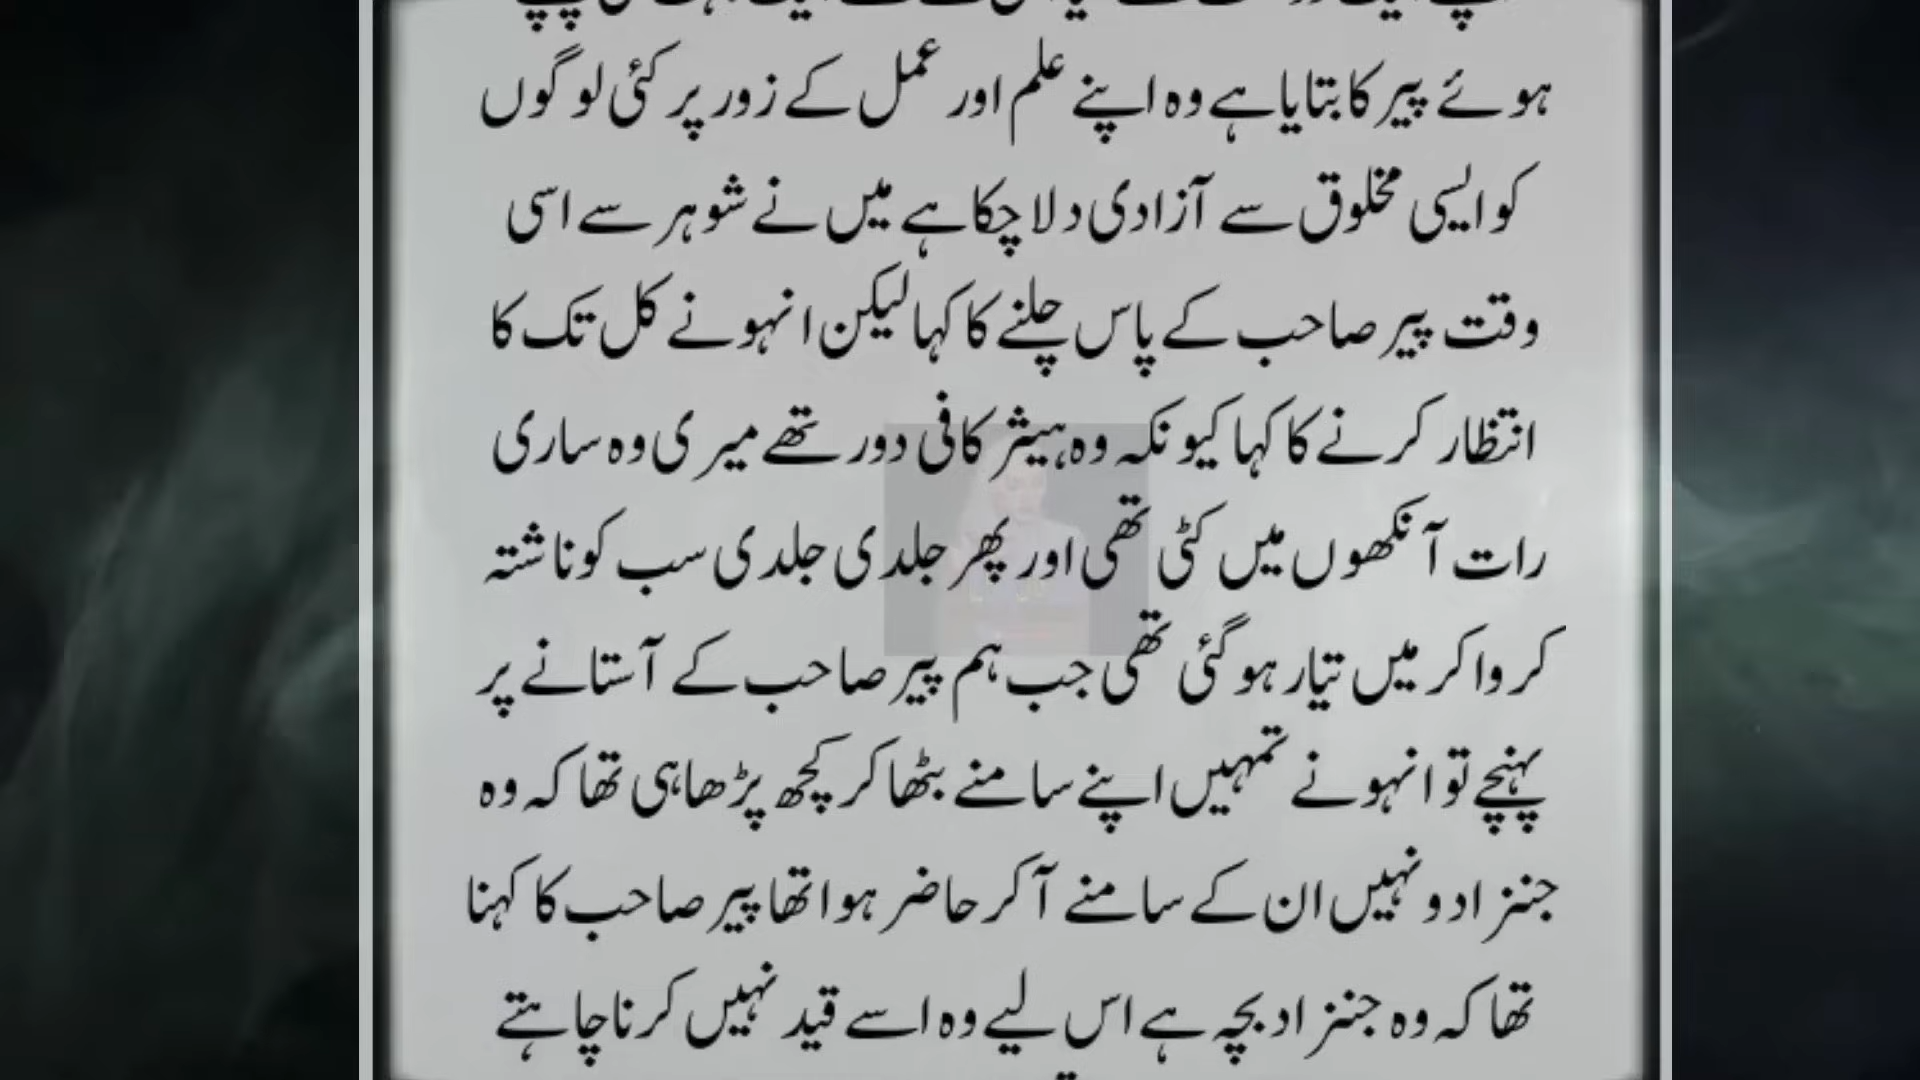 ہوئے پیر کا بتایا ہے وہ اپنے علم اور عمل کے زور پر کئی لوگوں
کو ایسی مخلوق سے آزادی دلا چکا ہے میں نے شوہر سے اسی
وقت پیر صاحب کے پاس چلنے کا کہا لیکن انہونے کل تک کا
انتظار کرنے کا کہا کیونکہ وہ ہیثر کافی دور تھے میری وہ ساری
رات آنکھوں میں کٹی تھی اور پھر جلدی جلدی سب کو ناشتہ
کروا کر میں تیار ہو گئی تھی جب ہم پیر صاحب کے آستانے پر
پہنچے تو انہونے تمہیں اپنے سامنے بٹھا کر کچھ پڑھا ہی تھا کہ وہ
جنزاد و نہیں ان کے سامنے آکر حاضر ہوا تھا پیر صاحب کا کہنا
تھا کہ وہ جنزاد بچہ ہے اس لیے وہ اسے قید نہیں کرنا چاہتے